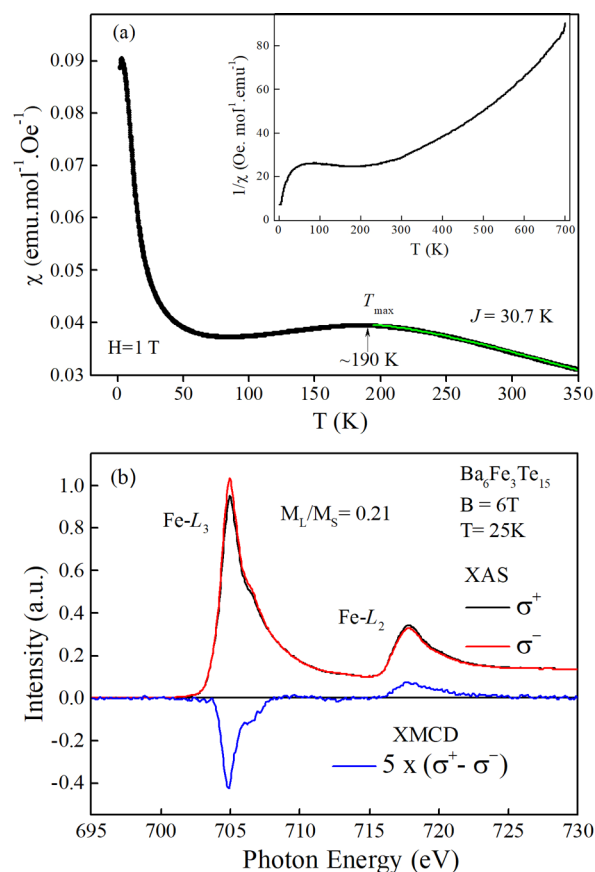 (a)
χ (emu.mol⁻¹.Oe⁻¹)
0.09
0.08
0.07
0.06
0.05
0.04
0.03
1/χ (Oe. mol¹.emu⁻¹)
80
60
40
20
0
0 100 200 300 400 500 600 700
T (K)
T_max
J = 30.7 K
~190 K
H=1 T
0 50 100 150 200 250 300 350
T (K)
(b)
Intensity (a.u.)
1.0
0.8
0.6
0.4
0.2
0.0
-0.2
-0.4
Fe-L₃
M_L/M_S= 0.21
Ba₆Fe₃Te₁₅
B = 6T
T= 25K
XAS
σ⁺
σ⁻
Fe-L₂
XMCD
5 x (σ⁺- σ⁻)
695 700 705 710 715 720 725 730
Photon Energy (eV)